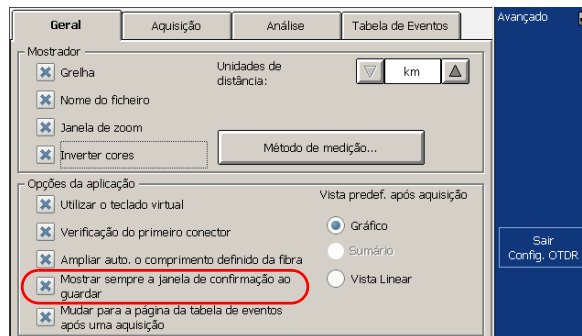 Geral
Aquisição
Análise
Tabela de Eventos
Avançado
Mostrador
Grelha
Unidades de
distância:
km
Nome do ficheiro
Janela de zoom
Inverter cores
Método de medição...
Opções da aplicação
Utilizar o teclado virtual
Verificação do primeiro conector
Ampliar auto. o comprimento definido da fibra
Mostrar sempre a janela de confirmação ao
guardar
Mudar para a página da tabela de eventos
após uma aquisição
Vista predef. após aquisição
Gráfico
Sumário
Vista Linear
Sair
Config. OTDR